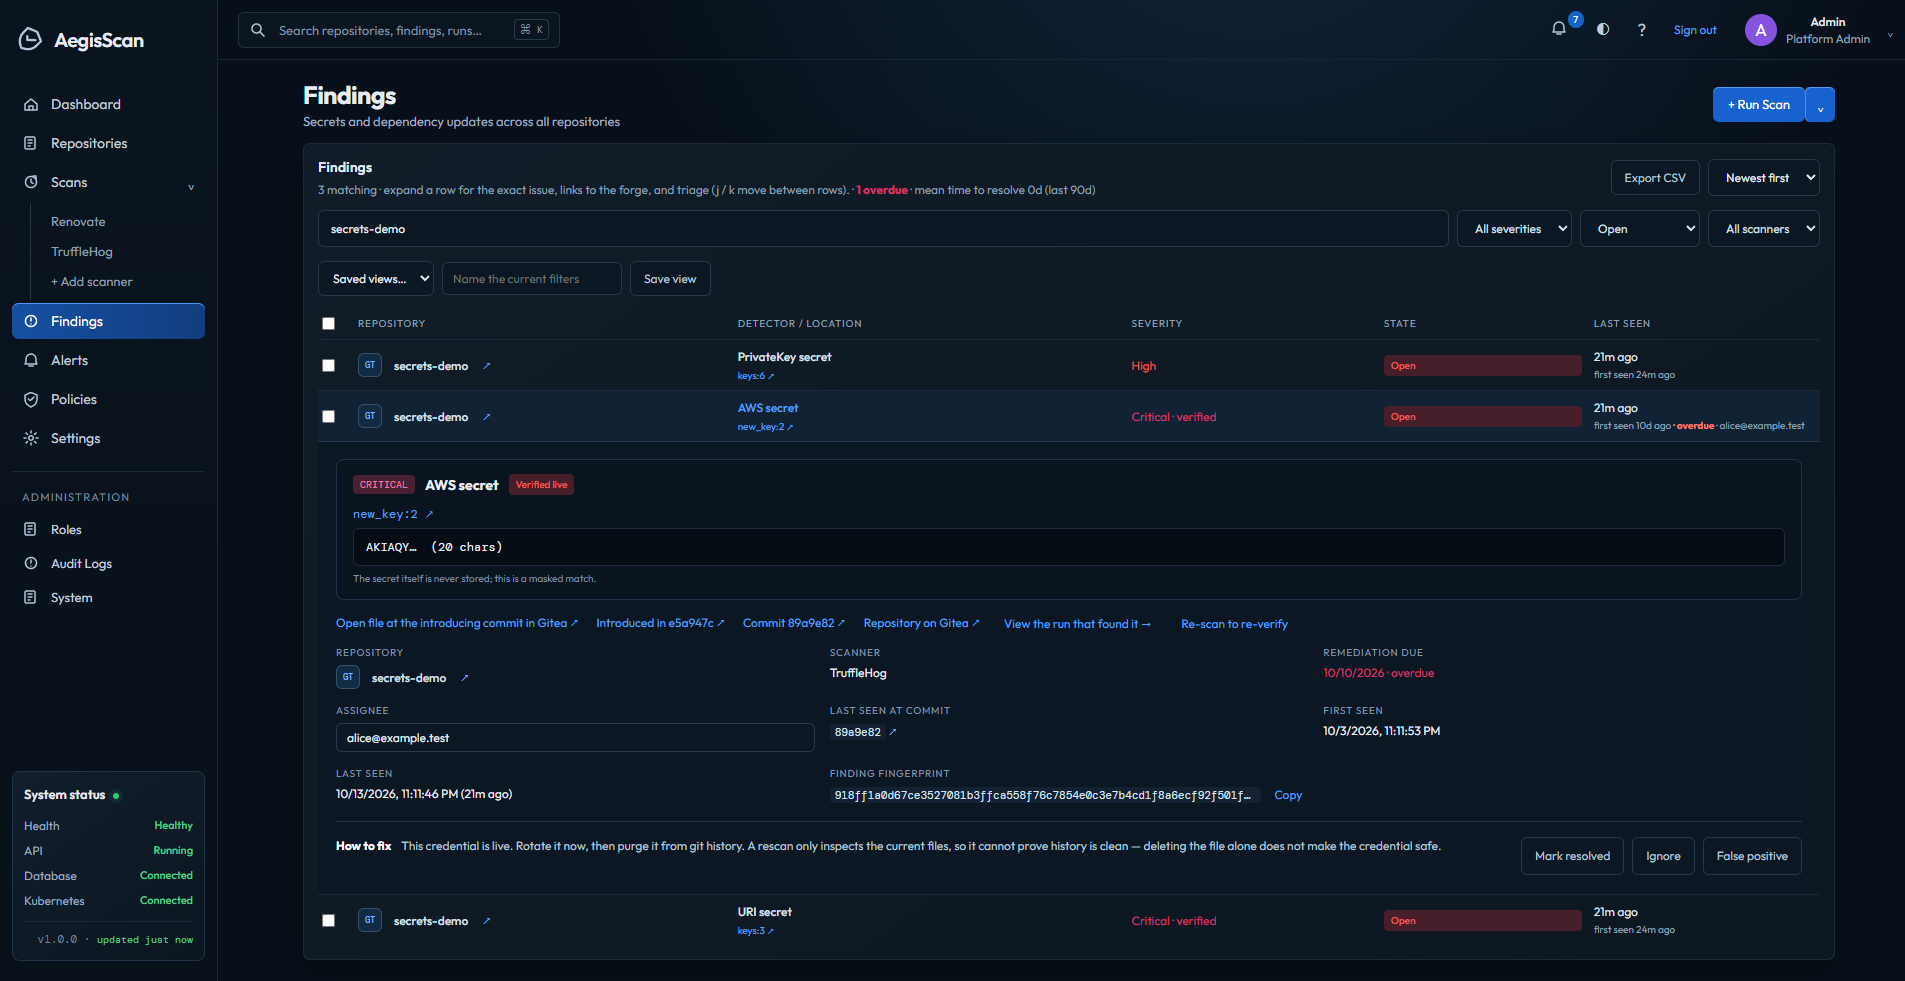 AegisScan
Search repositories, findings, runs...
⌘ K
7
?
Sign out
A
Admin
Platform Admin
Dashboard
Repositories
Scans
Renovate
TruffleHog
+ Add scanner
Findings
Alerts
Policies
Settings
ADMINISTRATION
Roles
Audit Logs
System
System status
Health Healthy
API Running
Database Connected
Kubernetes Connected
v1.0.0 · updated just now
Findings
Secrets and dependency updates across all repositories
+ Run Scan
Findings
3 matching · expand a row for the exact issue, links to the forge, and triage (j / k move between rows). · 1 overdue · mean time to resolve 0d (last 90d)
Export CSV
Newest first
secrets-demo
All severities
Open
All scanners
Saved views...
Name the current filters
Save view
REPOSITORY DETECTOR / LOCATION SEVERITY STATE LAST SEEN
GT secrets-demo ↗ PrivateKey secret High Open 21m ago
keys:6 ↗ first seen 24m ago
GT secrets-demo ↗ AWS secret Critical · verified Open 21m ago
new_key:2 ↗ first seen 10d ago · overdue · alice@example.test
CRITICAL AWS secret Verified live
new_key:2 ↗
AKIAQY… (20 chars)
The secret itself is never stored; this is a masked match.
Open file at the introducing commit in Gitea ↗ Introduced in e5a947c ↗ Commit 89a9e82 ↗ Repository on Gitea ↗ View the run that found it → Re-scan to re-verify
REPOSITORY SCANNER REMEDIATION DUE
GT secrets-demo ↗ TruffleHog 10/10/2026 · overdue
ASSIGNEE LAST SEEN AT COMMIT FIRST SEEN
alice@example.test 89a9e82 ↗ 10/3/2026, 11:11:53 PM
LAST SEEN FINDING FINGERPRINT
10/13/2026, 11:11:46 PM (21m ago) 918ff1a0d67ce3527081b3ffca558f76c7854e0c3e7b4cd1f8a6ecf92f501f… Copy
How to fix This credential is live. Rotate it now, then purge it from git history. A rescan only inspects the current files, so it cannot prove history is clean — deleting the file alone does not make the credential safe.
Mark resolved
Ignore
False positive
GT secrets-demo ↗ URI secret Critical · verified Open 21m ago
keys:3 ↗ first seen 24m ago